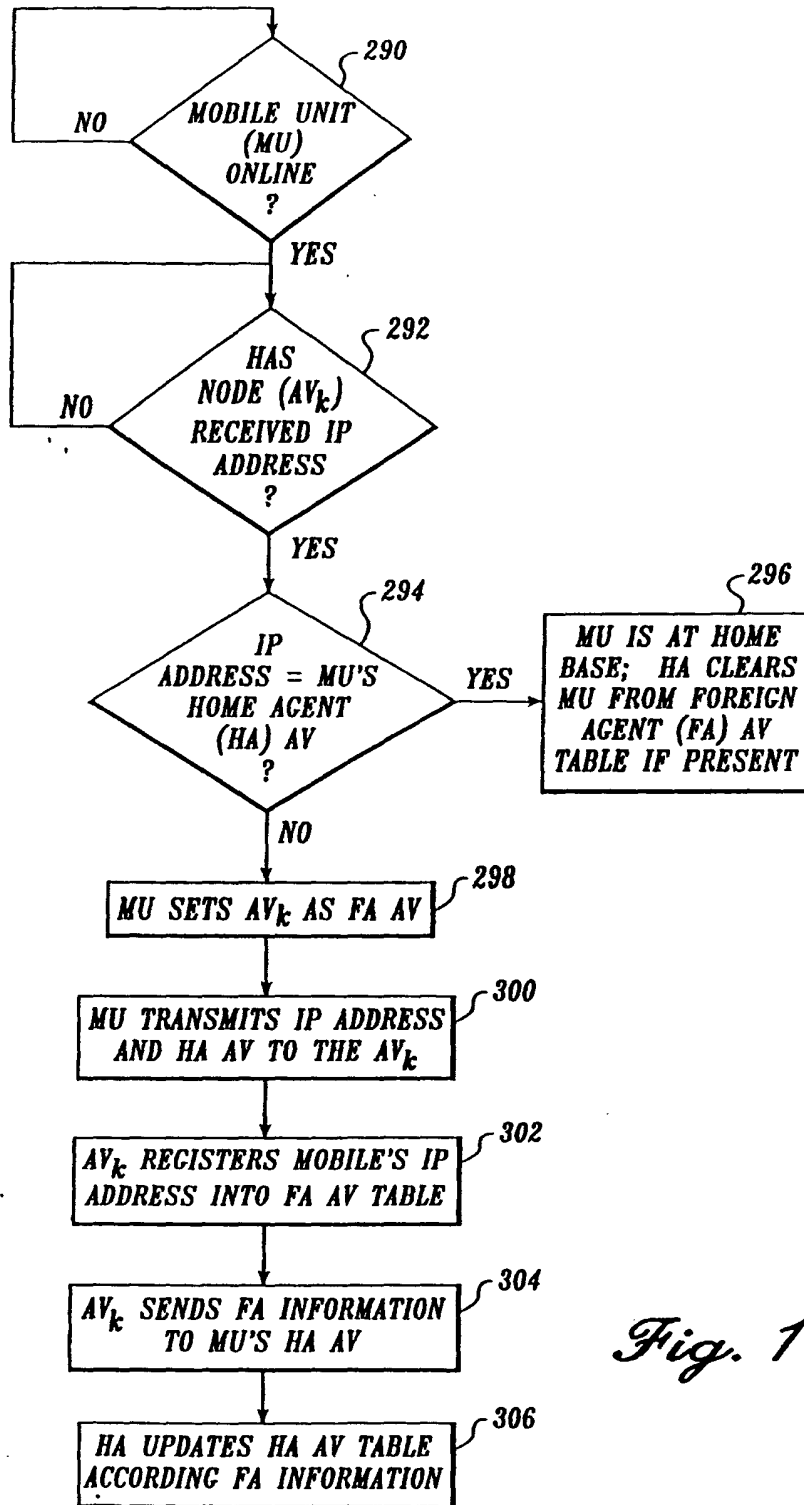 290
NO
MOBILE UNIT
(MU)
ONLINE
?
YES
292
HAS
NODE (AVk)
RECEIVED IP
ADDRESS
?
NO
YES
294
IP
ADDRESS = MU'S
HOME AGENT
(HA) AV
?
YES
296
MU IS AT HOME
BASE; HA CLEARS
MU FROM FOREIGN
AGENT (FA) AV
TABLE IF PRESENT
NO
298
MU SETS AVk AS FA AV
300
MU TRANSMITS IP ADDRESS
AND HA AV TO THE AVk
302
AVk REGISTERS MOBILE'S IP
ADDRESS INTO FA AV TABLE
304
AVk SENDS FA INFORMATION
TO MU'S HA AV
306
HA UPDATES HA AV TABLE
ACCORDING FA INFORMATION
Fig. 1